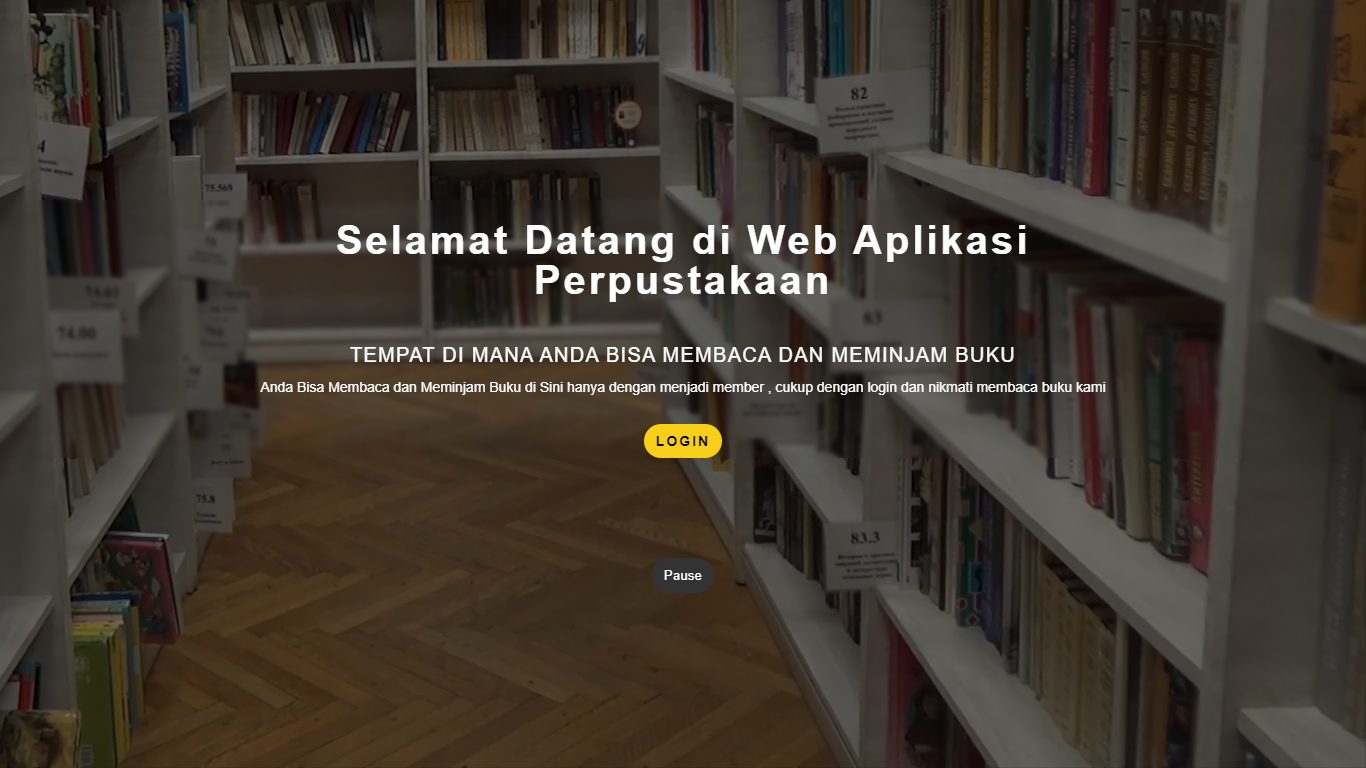 82
75.569
74.00
83
Selamat Datang di Web Aplikasi
Perpustakaan
TEMPAT DI MANA ANDA BISA MEMBACA DAN MEMINJAM BUKU
Anda Bisa Membaca dan Meminjam Buku di Sini hanya dengan menjadi member , cukup dengan login dan nikmati membaca buku kami
LOGIN
75.8
83.3
Pause